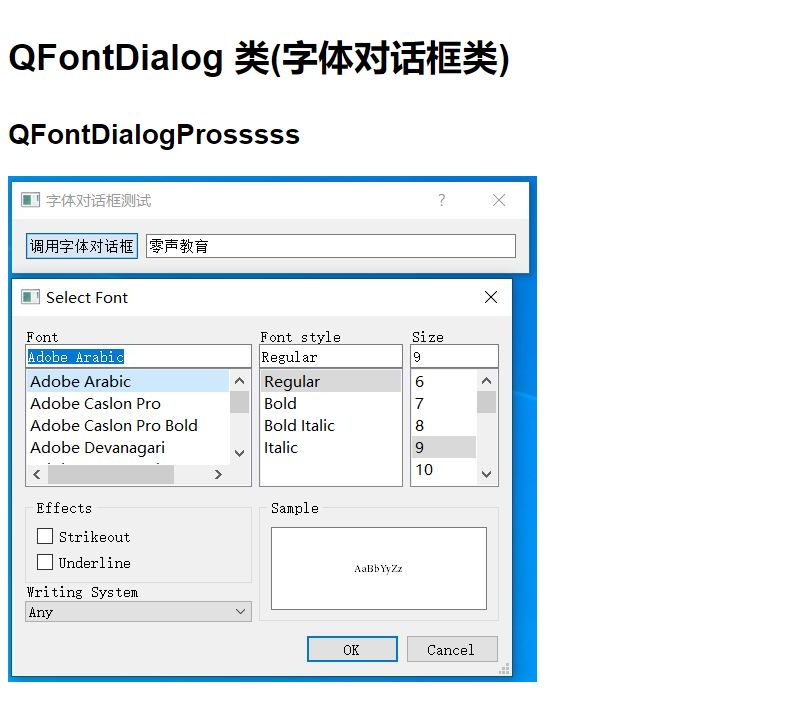 QFontDialog 类(字体对话框类)
QFontDialogProsssss
字体对话框测试
调用字体对话框 零声教育
Select Font
Font Font style Size
Adobe Arabic Regular 9
Adobe Arabic Regular 6
Adobe Caslon Pro Bold 7
Adobe Caslon Pro Bold Bold Italic 8
Adobe Devanagari Italic 9
10
Effects Sample
Strikeout
Underline
AaBbYyZz
Writing System
Any
OK Cancel